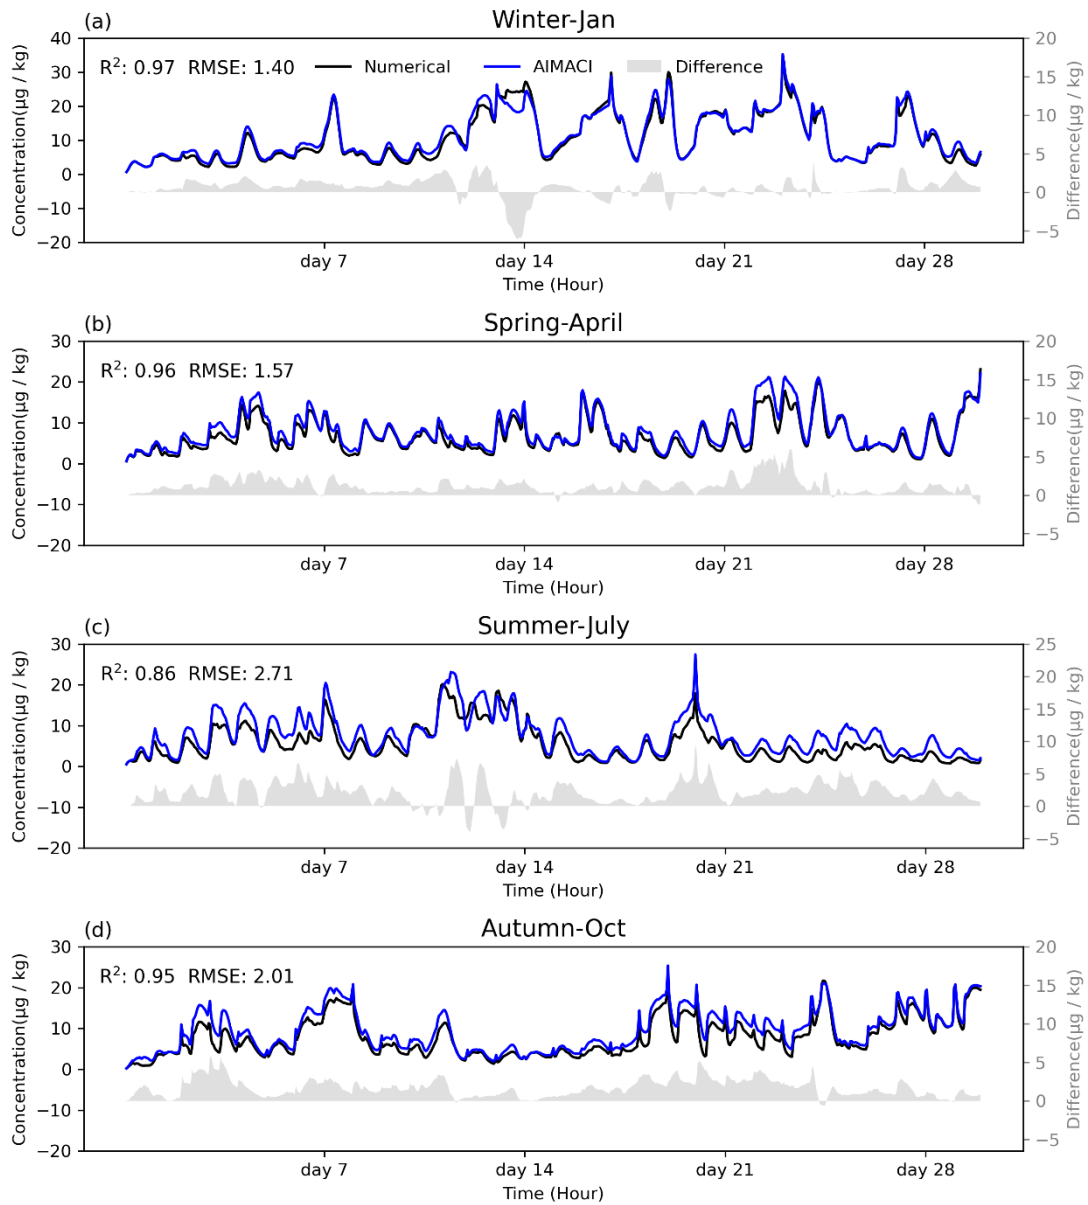 (a) Winter-Jan
R²: 0.97 RMSE: 1.40 Numerical AIMACI Difference
Concentration(μg / kg)
40
30
20
10
0
−10
−20
20
15
10
5
0
−5
Difference(μg / kg)
day 7 day 14 day 21 day 28
Time (Hour)
(b) Spring-April
R²: 0.96 RMSE: 1.57
Concentration(μg / kg)
30
20
10
0
−10
−20
20
15
10
5
0
−5
Difference(μg / kg)
day 7 day 14 day 21 day 28
Time (Hour)
(c) Summer-July
R²: 0.86 RMSE: 2.71
Concentration(μg / kg)
30
20
10
0
−10
−20
25
20
15
10
5
0
−5
Difference(μg / kg)
day 7 day 14 day 21 day 28
Time (Hour)
(d) Autumn-Oct
R²: 0.95 RMSE: 2.01
Concentration(μg / kg)
30
20
10
0
−10
−20
20
15
10
5
0
−5
Difference(μg / kg)
day 7 day 14 day 21 day 28
Time (Hour)